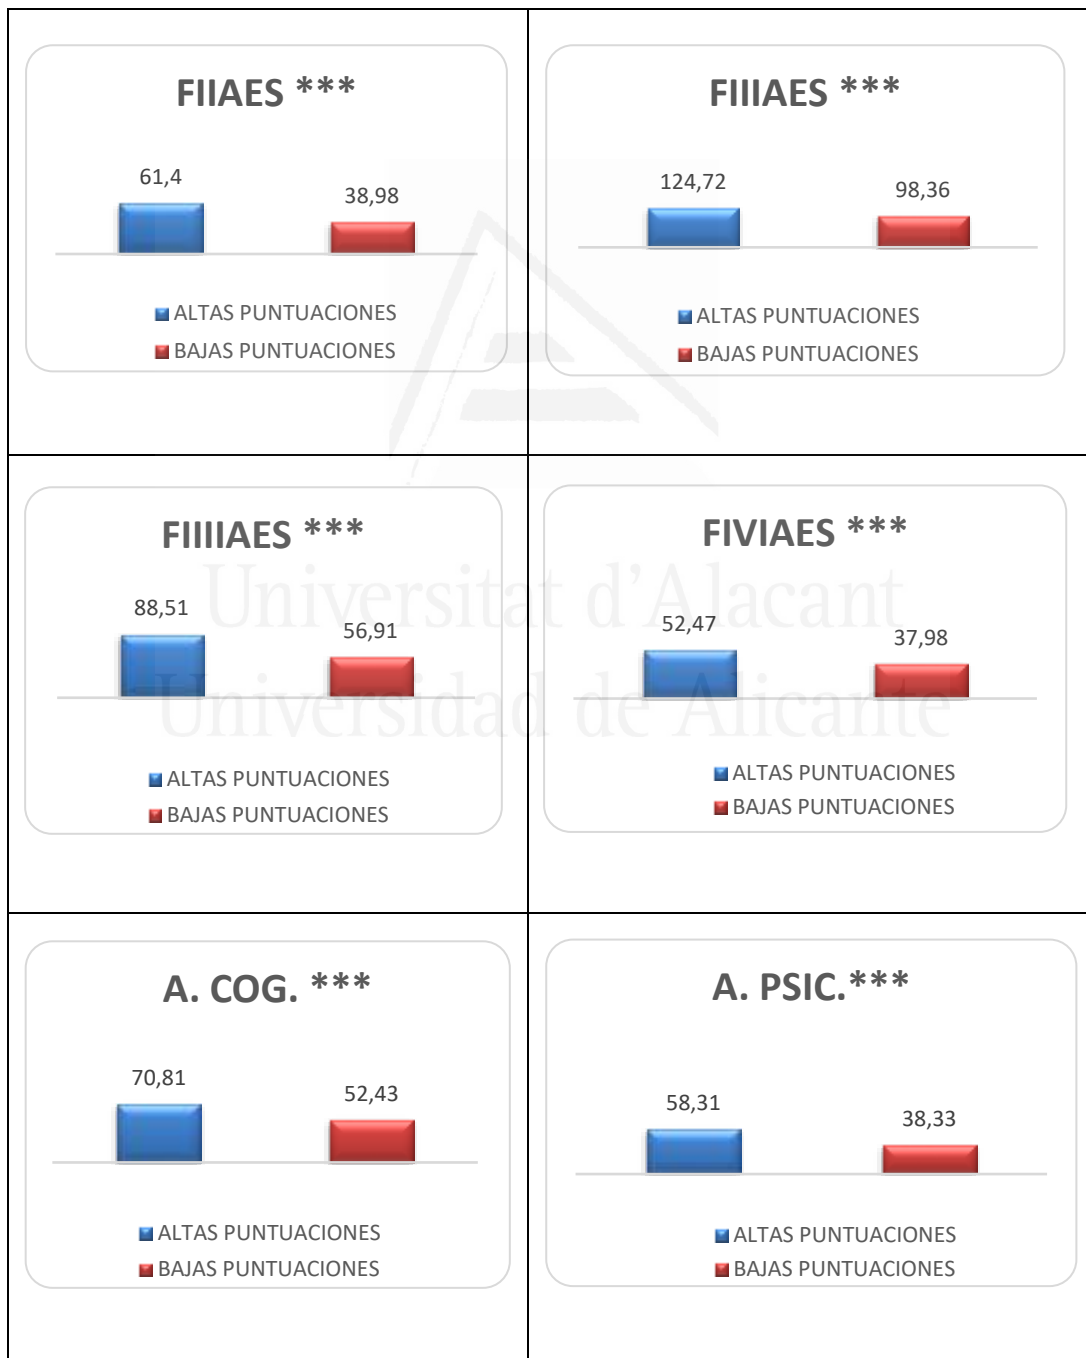 FIIAES ***
61,4
38,98
ALTAS PUNTUACIONES
BAJAS PUNTUACIONES
FIIIAES ***
124,72
98,36
ALTAS PUNTUACIONES
BAJAS PUNTUACIONES
FIIIIAES ***
88,51
56,91
ALTAS PUNTUACIONES
BAJAS PUNTUACIONES
FIVIAES ***
52,47
37,98
ALTAS PUNTUACIONES
BAJAS PUNTUACIONES
Universitat d'Alacant
Universidad de Alicante
A. COG. ***
70,81
52,43
ALTAS PUNTUACIONES
BAJAS PUNTUACIONES
A. PSIC.***
58,31
38,33
ALTAS PUNTUACIONES
BAJAS PUNTUACIONES